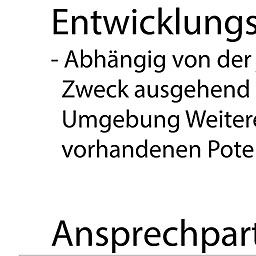 Entwicklungs
- Abhängig von der
Zweck ausgehend
Umgebung Weitere
vorhandenen Pote
Ansprechpart